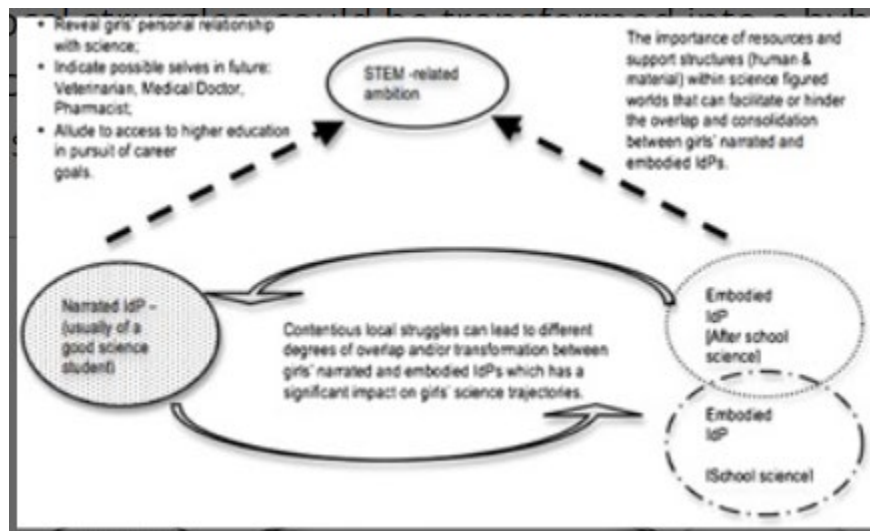 • Reveal girls' personal relationship
with science;
• Indicate possible selves in future:
Veterinarian, Medical Doctor,
Pharmacist;
• Allude to access to higher education
in pursuit of career
goals.
STEM -related
ambition
The importance of resources and
support structures (human &
material) within science figured
worlds that can facilitate or hinder
the overlap and consolidation
between girls' narrated and
embodied IdPs.
Narrated IdP –
(usually of a
good science
student)
Contentious local struggles can lead to different
degrees of overlap and/or transformation between
girls' narrated and embodied IdPs which has a
significant impact on girls' science trajectories.
Embodied
IdP
[After school
science]
Embodied
IdP
[School science]